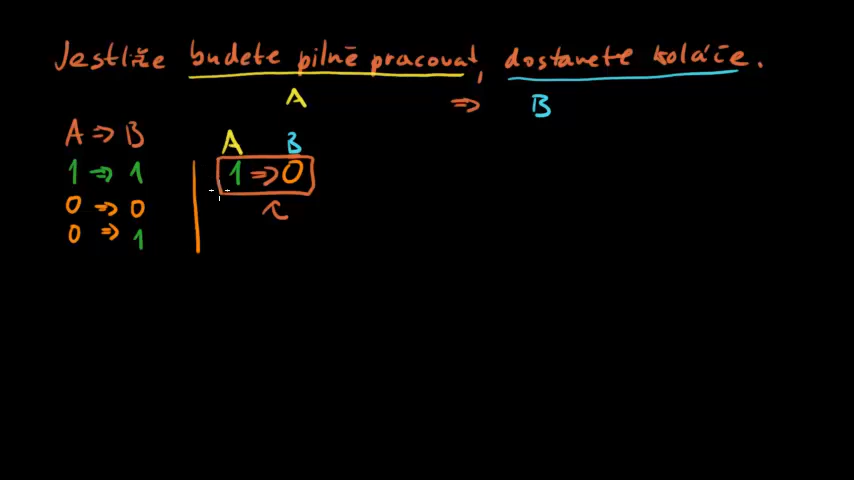 Jestliže budete pilně pracovat, dostanete koláče.
A ⇒ B
A ⇒ B
1 ⇒ 1
0 ⇒ 0
0 ⇒ 1
A B
1 ⇒ 0